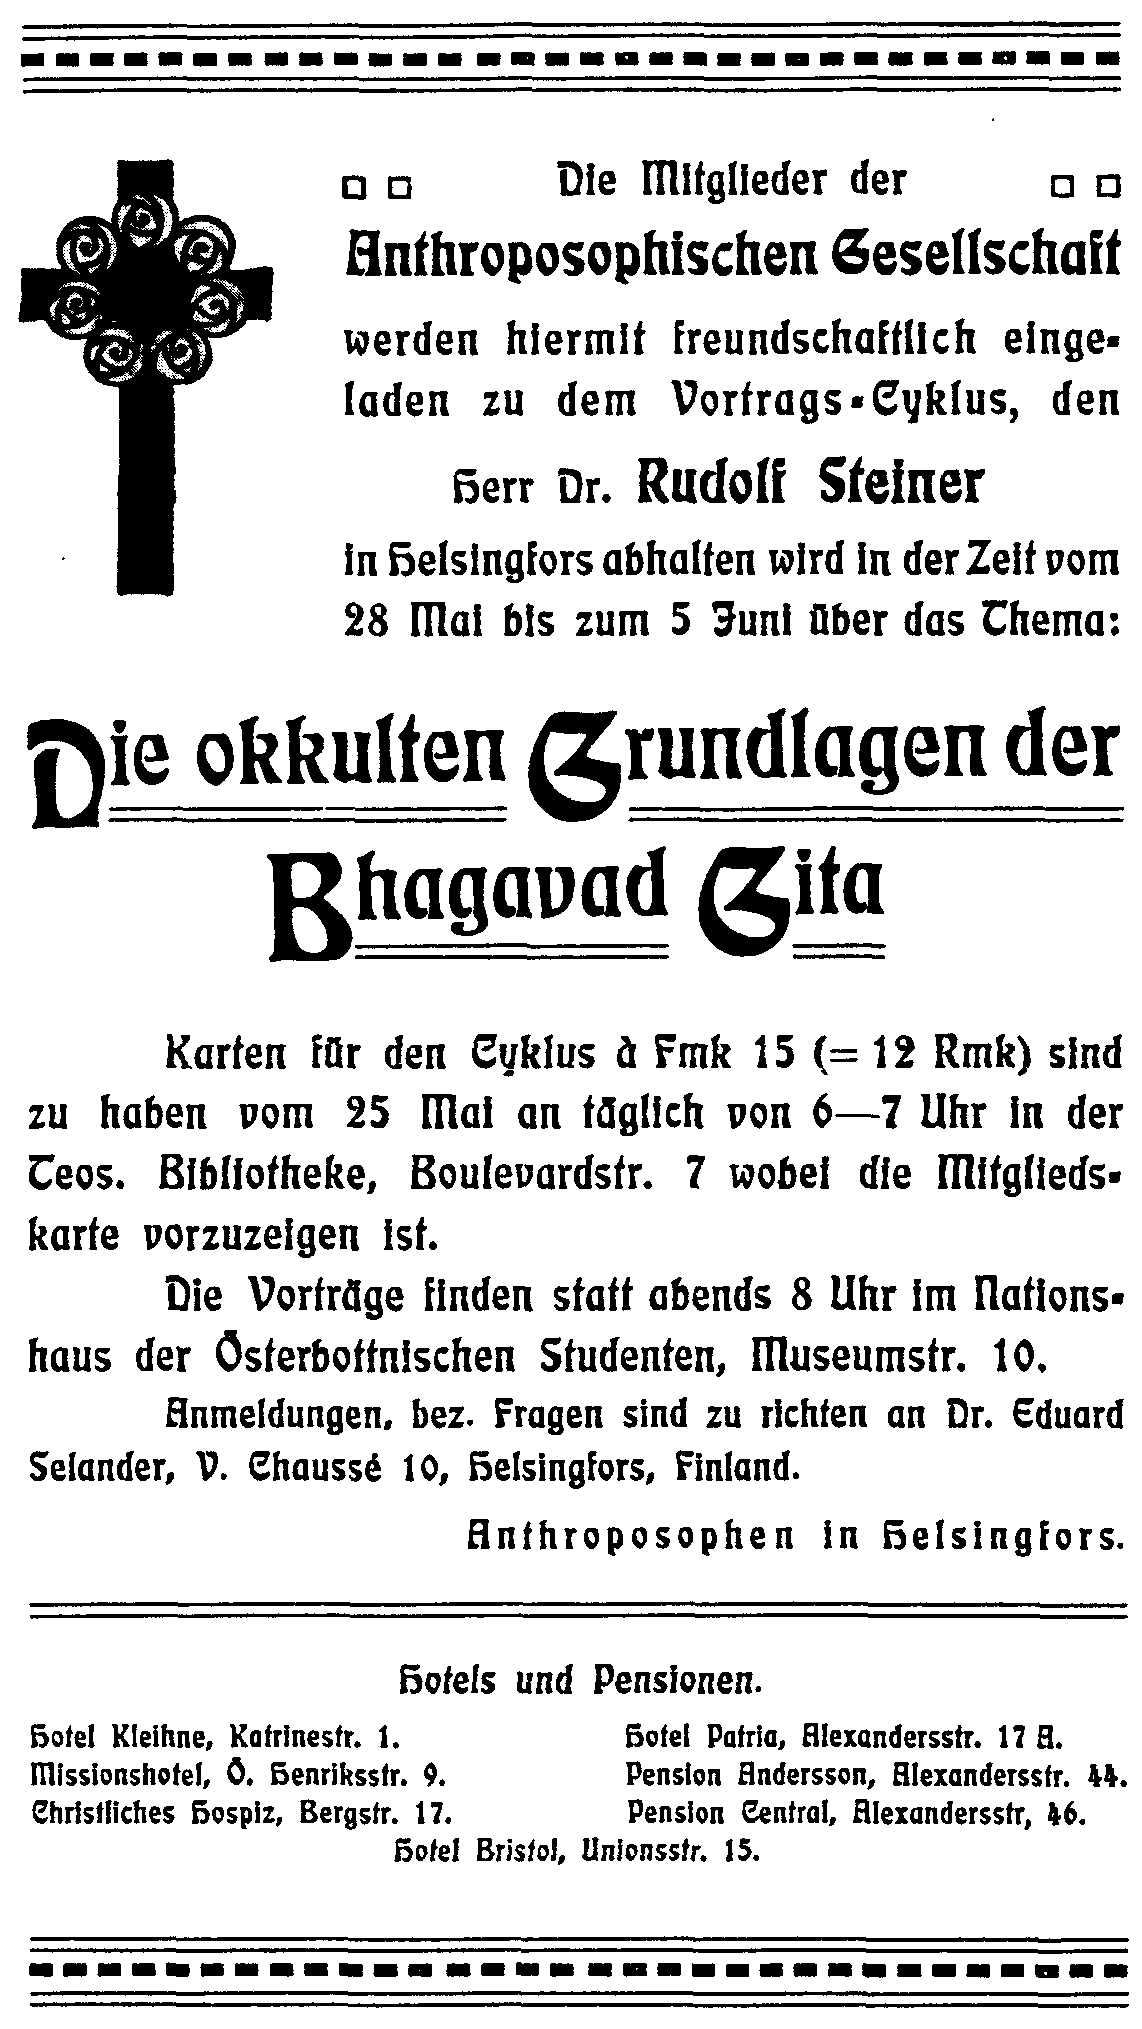 Die Mitglieder der
Anthroposophischen Gesellschaft
werden hiermit freundschaftlich einge-
laden zu dem Vortrags-Cyklus, den
Herr Dr. Rudolf Steiner
in Helsingfors abhalten wird in der Zeit vom
28 Mai bis zum 5 Juni über das Thema:
Die okkulten Grundlagen der
Bhagavad Gita
Karten für den Cyklus à Fmk 15 (= 12 Rmk) sind
zu haben vom 25 Mai an täglich von 6—7 Uhr in der
Teos. Bibliotheke, Boulevardstr. 7 wobei die Mitglieds-
karte vorzuzeigen ist.
Die Vorträge finden statt abends 8 Uhr im Nations-
haus der Österbottnischen Studenten, Museumstr. 10.
Anmeldungen, bez. Fragen sind zu richten an Dr. Eduard
Selander, V. Chaussé 10, Helsingfors, Finland.
Anthroposophen in Helsingfors.
Hotels und Pensionen.
Hotel Kleihne, Katrinestr. 1.
Missionshotel, Ö. Henriksstr. 9.
Christliches Hospiz, Bergstr. 17.
Hotel Patria, Alexandersstr. 17 A.
Pension Andersson, Alexandersstr. 44.
Pension Central, Alexandersstr, 46.
Hotel Bristol, Unionsstr. 15.